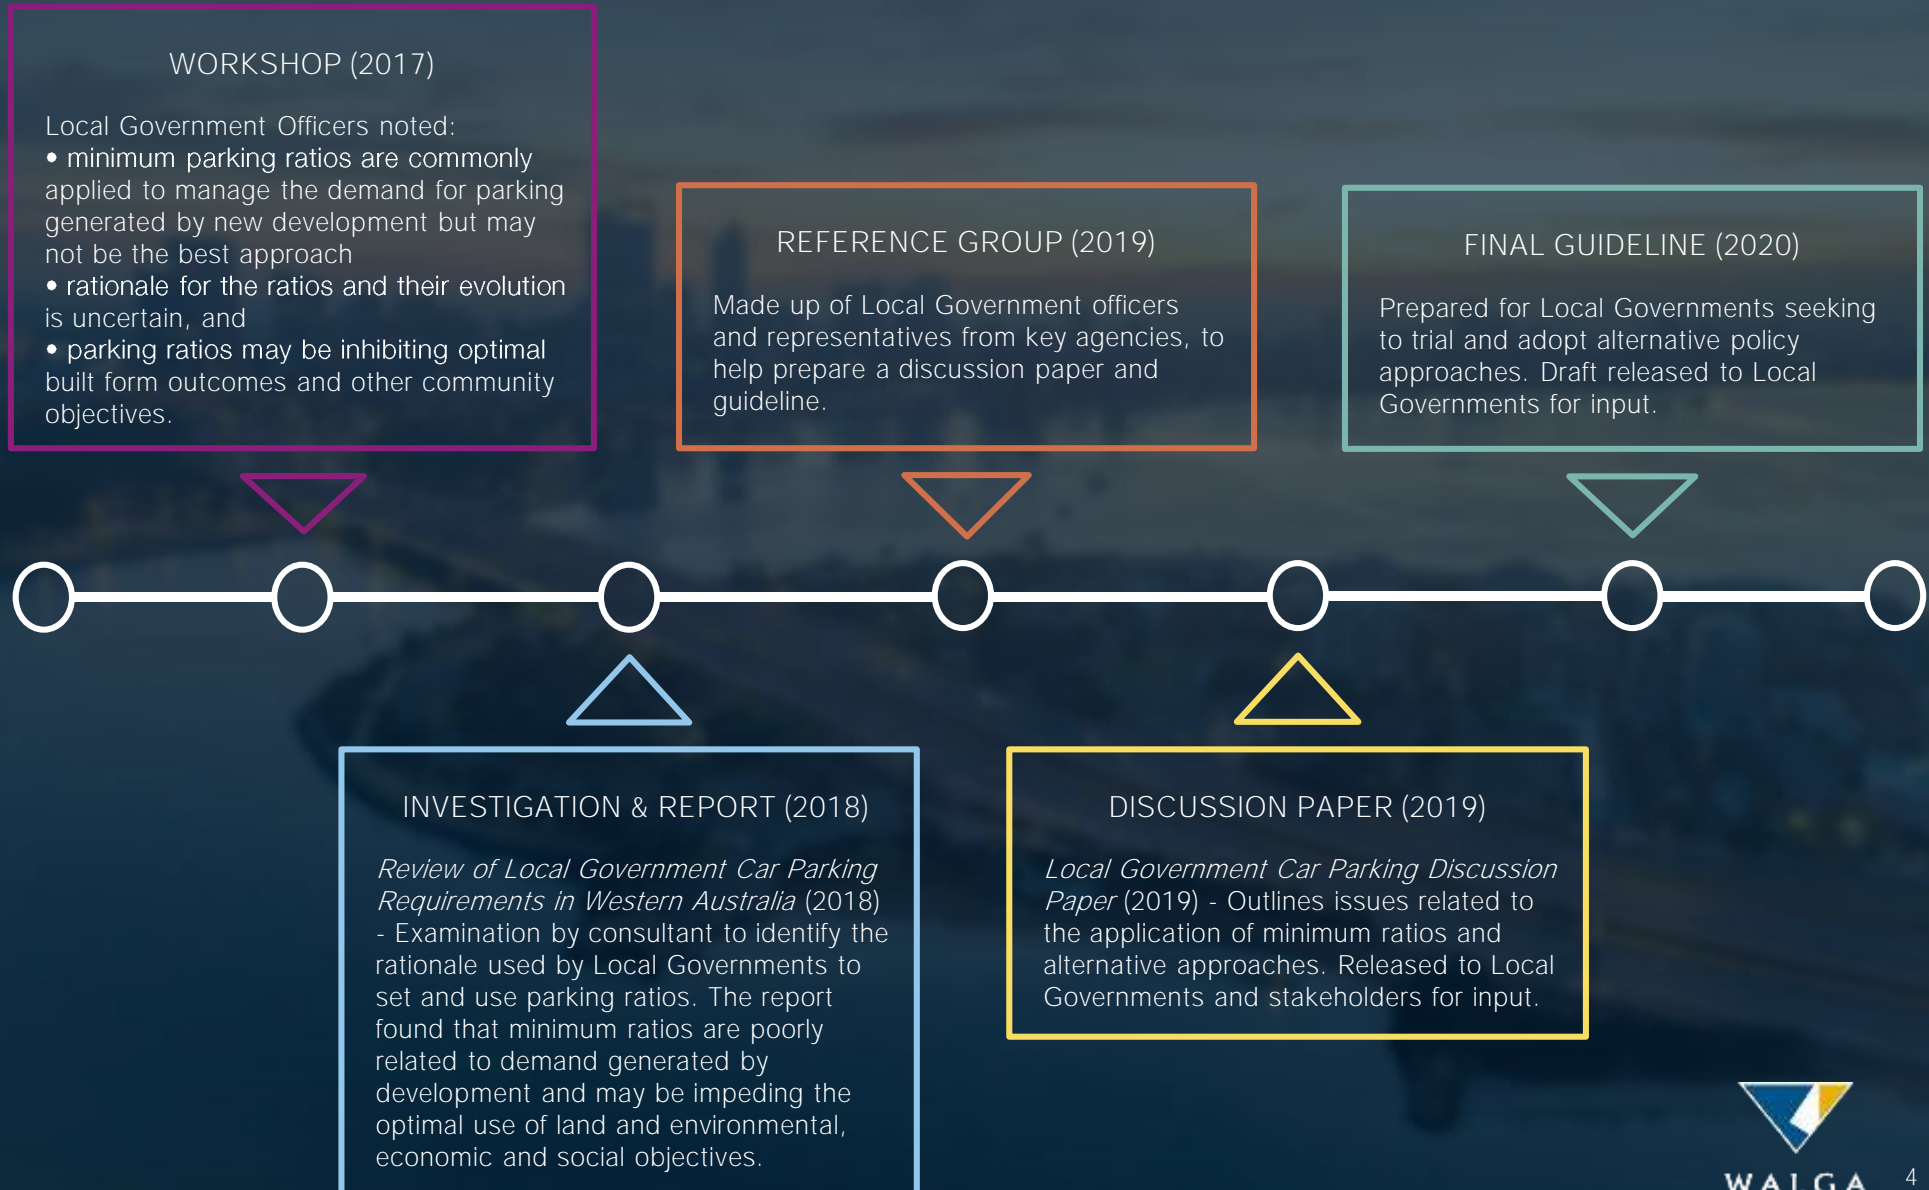 WORKSHOP (2017)
Local Government Officers noted:
• minimum parking ratios are commonly
applied to manage the demand for parking
generated by new development but may
not be the best approach
• rationale for the ratios and their evolution
is uncertain, and
• parking ratios may be inhibiting optimal
built form outcomes and other community
objectives.
REFERENCE GROUP (2019)
Made up of Local Government officers
and representatives from key agencies, to
help prepare a discussion paper and
guideline.
FINAL GUIDELINE (2020)
Prepared for Local Governments seeking
to trial and adopt alternative policy
approaches. Draft released to Local
Governments for input.
INVESTIGATION & REPORT (2018)
Review of Local Government Car Parking
Requirements in Western Australia (2018)
- Examination by consultant to identify the
rationale used by Local Governments to
set and use parking ratios. The report
found that minimum ratios are poorly
related to demand generated by
development and may be impeding the
optimal use of land and environmental,
economic and social objectives.
DISCUSSION PAPER (2019)
Local Government Car Parking Discussion
Paper (2019) - Outlines issues related to
the application of minimum ratios and
alternative approaches. Released to Local
Governments and stakeholders for input.
WALGA
4